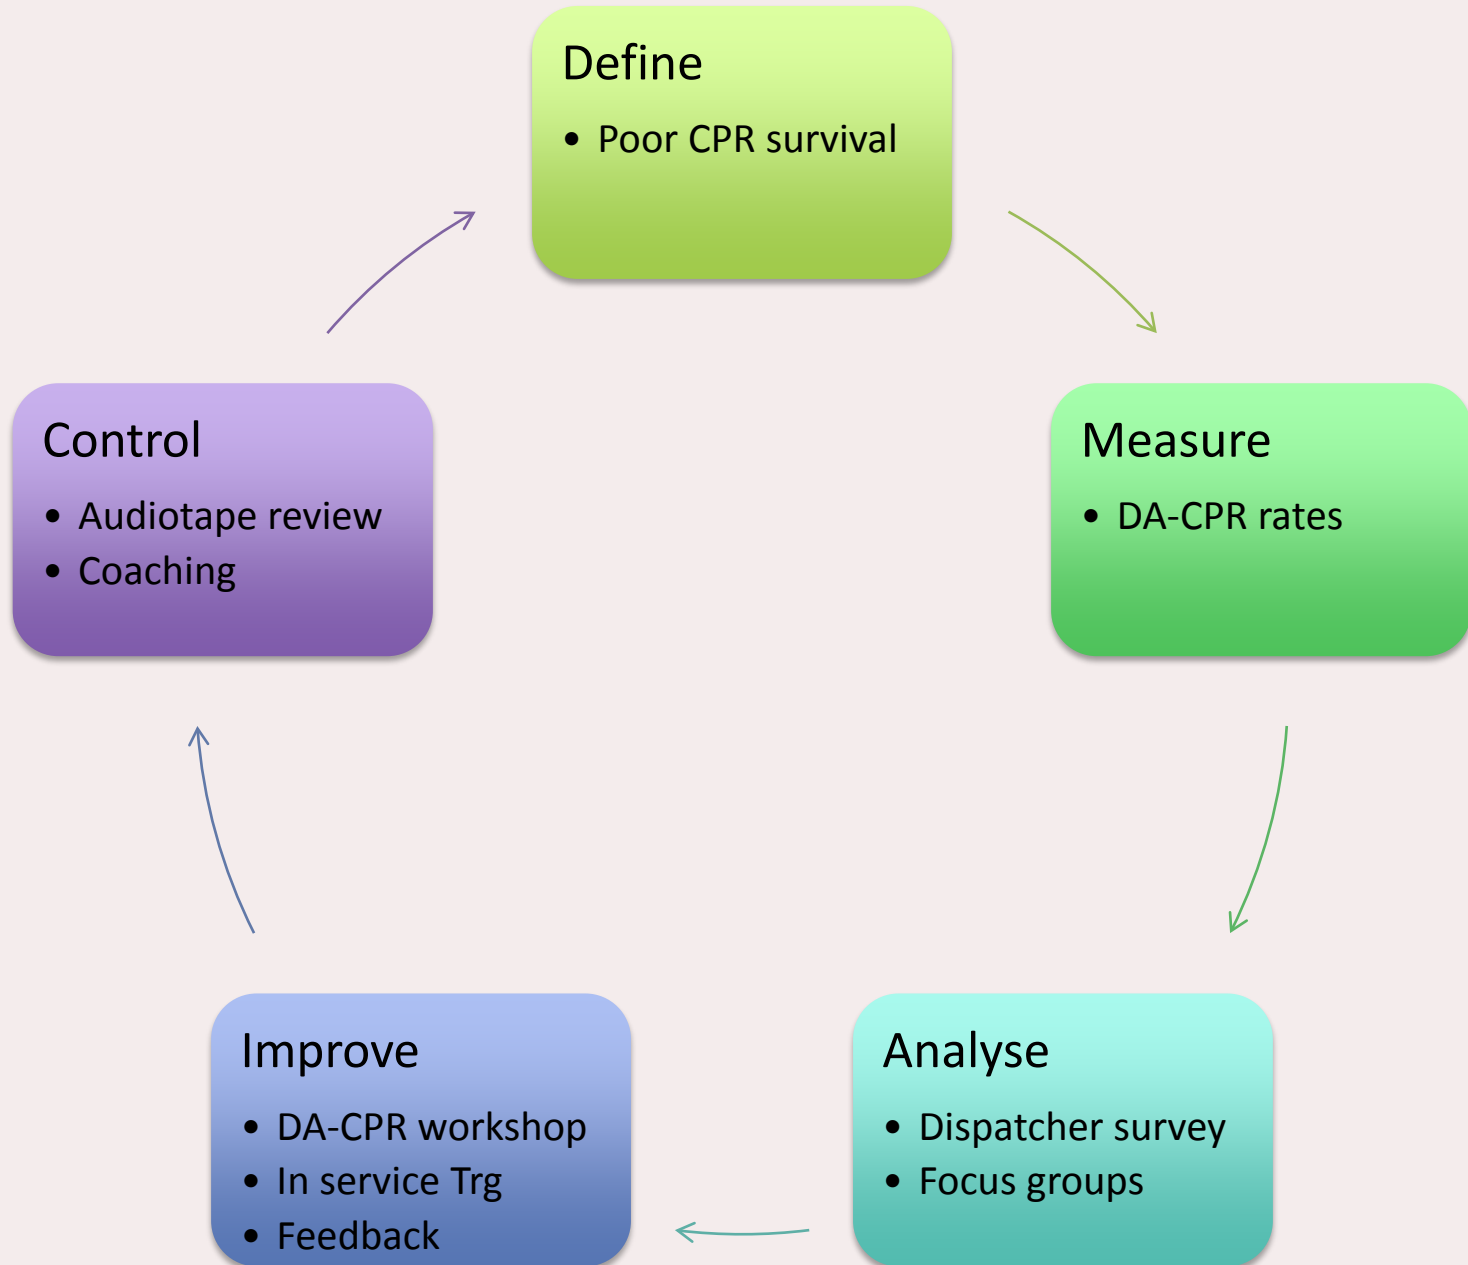 Define
• Poor CPR survival
Measure
• DA-CPR rates
Analyse
• Dispatcher survey
• Focus groups
Improve
• DA-CPR workshop
• In service Trg
• Feedback
Control
• Audiotape review
• Coaching